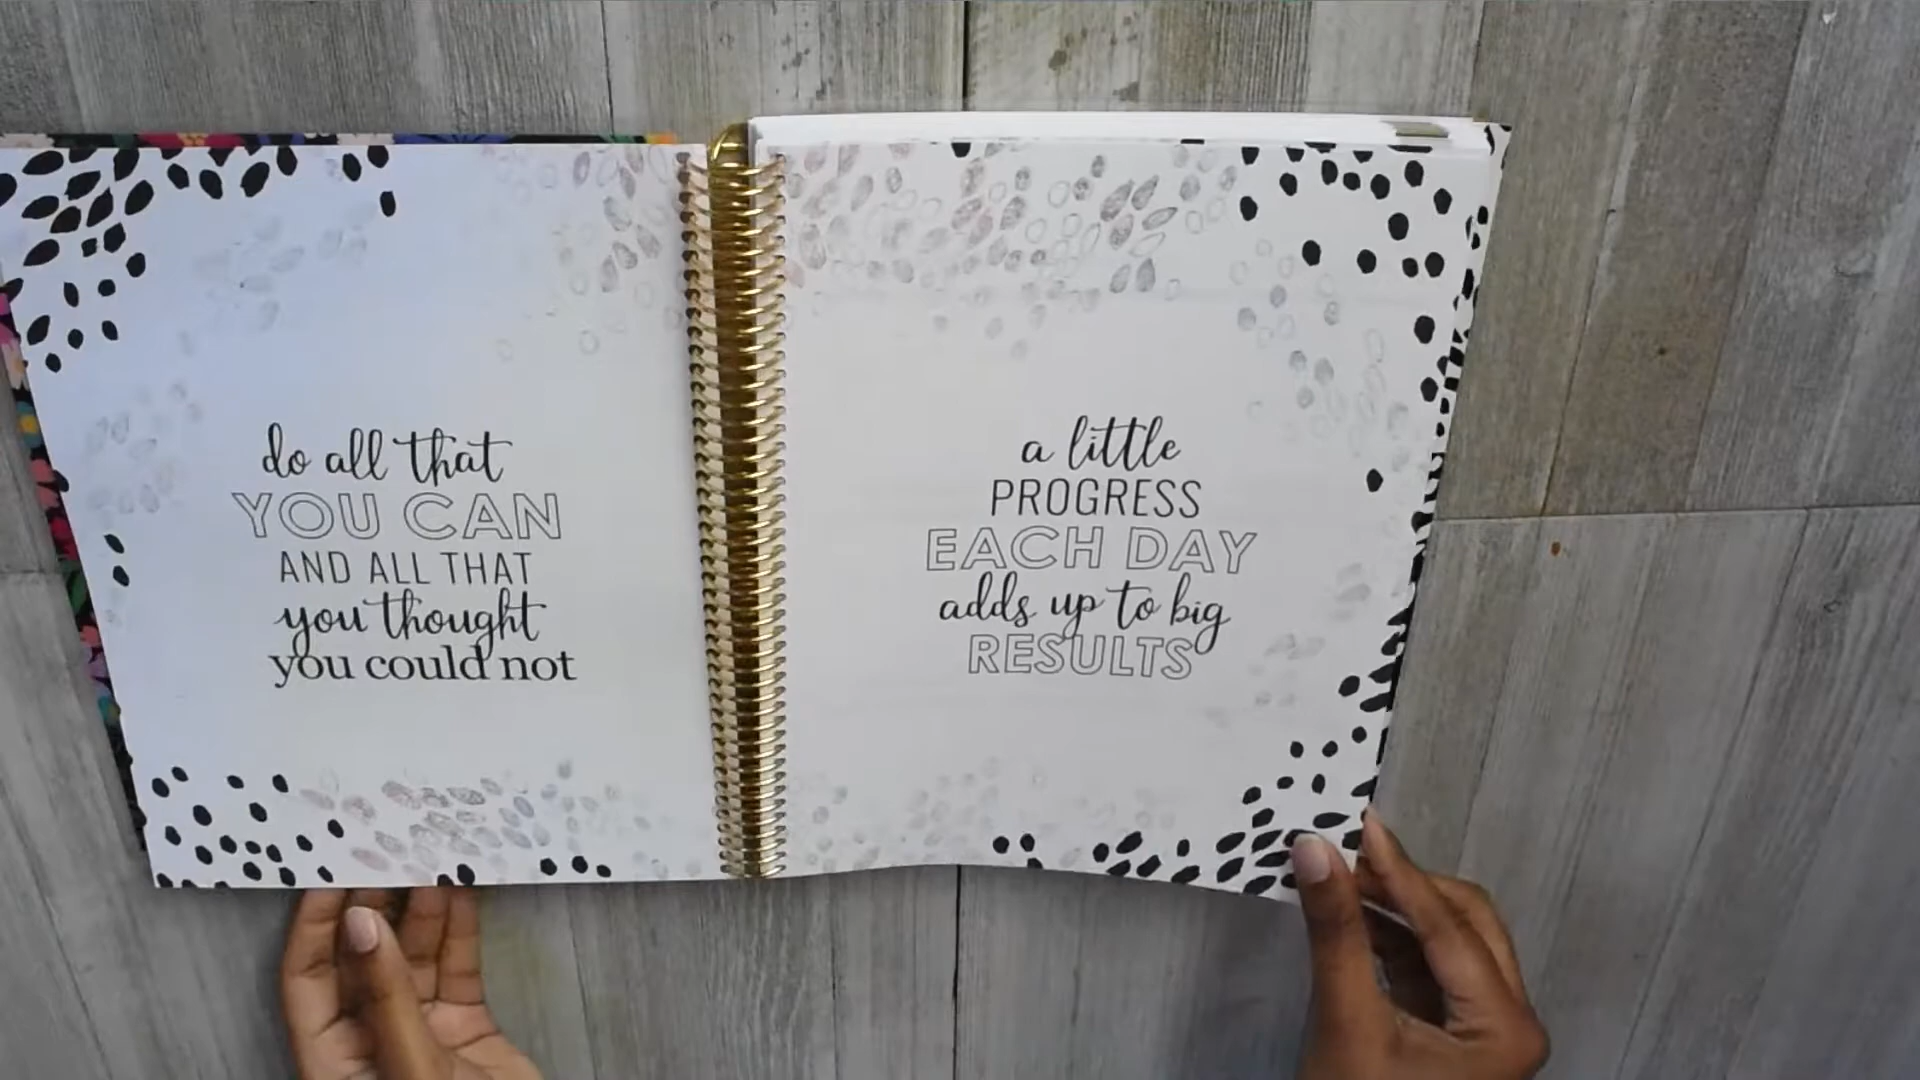 do all that
YOU CAN
AND ALL THAT
you thought
you could not
a little
PROGRESS
EACH DAY
adds up to big
RESULTS